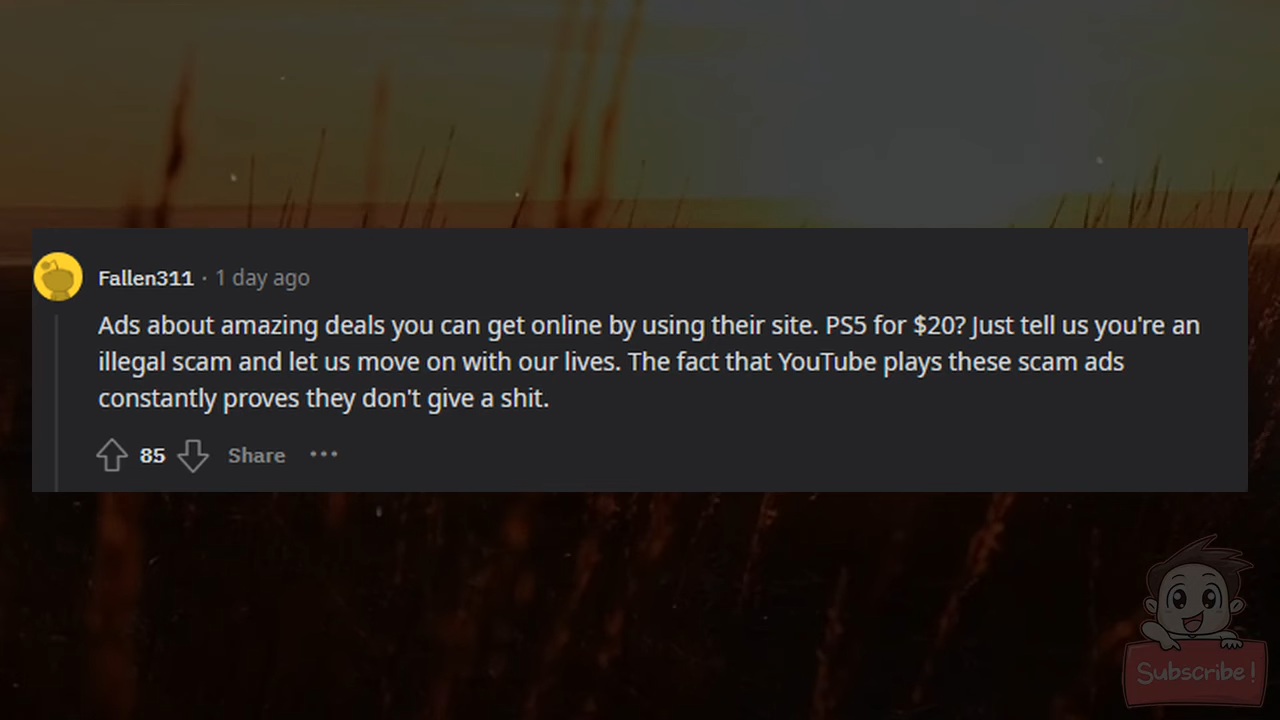 Fallen311 · 1 day ago
Ads about amazing deals you can get online by using their site. PS5 for $20? Just tell us you're an
illegal scam and let us move on with our lives. The fact that YouTube plays these scam ads
constantly proves they don't give a shit.
85 Share ···
Subscribe!